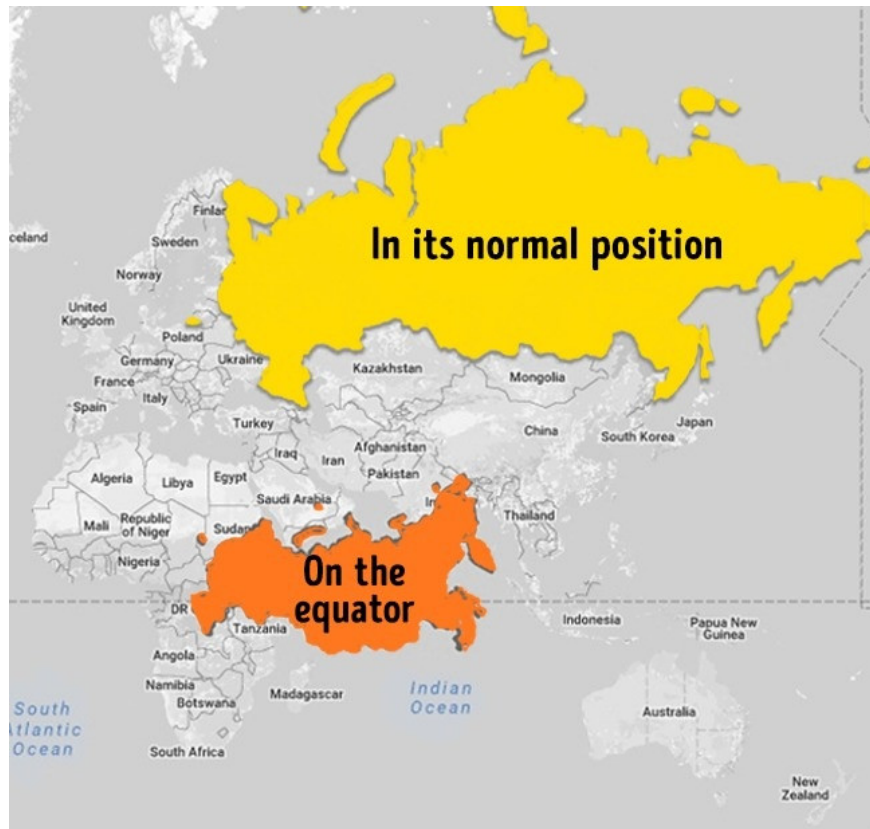 In its normal position
Finlan
celand
Sweden
Norway
United
Kingdom
Poland
Germany
Ukraine
France
Kazakhstan
Mongolia
Italy
Spain
Turkey
Japan
China
South Korea
Iraq
Iran
Afghanistan
Pakistan
Algeria
Libya
Egypt
Saudi Arabia
In
Thailand
Mali
Republic
of Niger
Sudan
Nigeria
On the
equator
DR
Tanzania
Indonesia
Papua New
Guinea
Angola
Namibia
Botswana
Madagascar
Indian
Ocean
South
Atlantic
Ocean
Australia
South Africa
New
Zealand